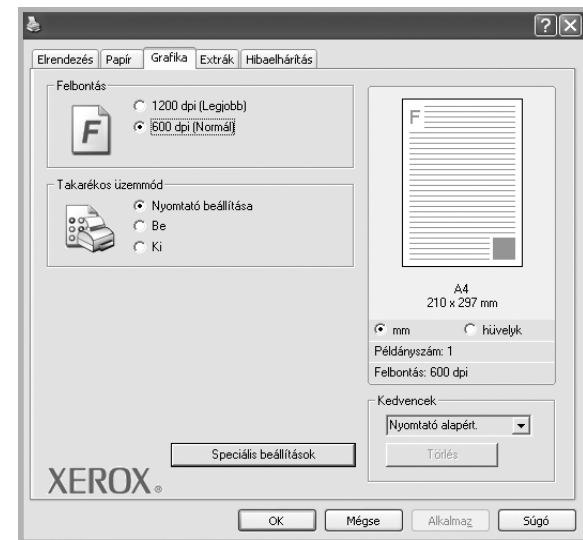 Elrendezés Papír Grafika Extrák Hibaelhárítás
Felbontás
1200 dpi (Legjobb)
600 dpi (Normál)
F
Takarékos üzemmód
Nyomtató beállítása
Be
Ki
F
A4
210 x 297 mm
mm hüvelyk
Példányszám: 1
Felbontás: 600 dpi
Kedvencek
Nyomtató alapért.
Törlés
Speciális beállítások
XEROX®
OK Mégse Alkalmaz Súgó